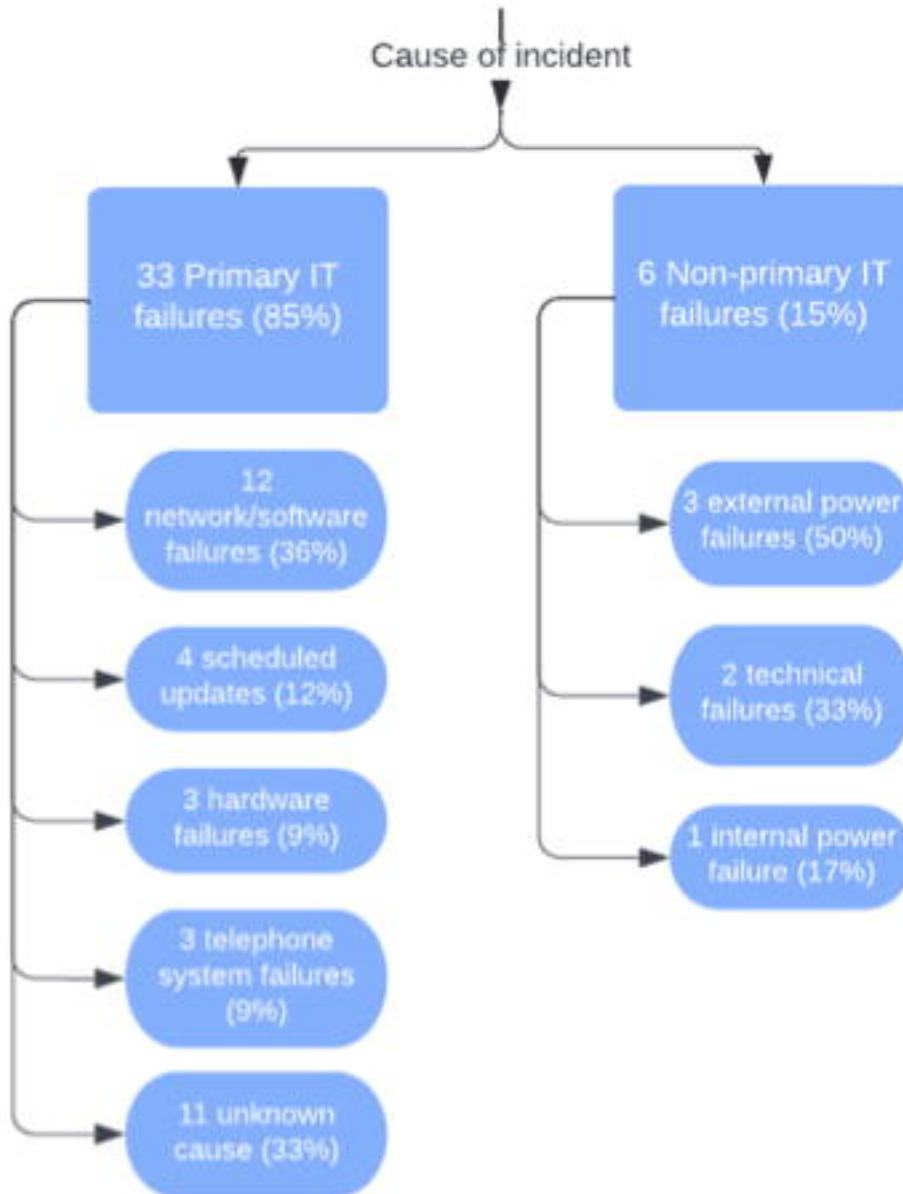 Cause of incident
33 Primary IT
failures (85%)
12
network/software
failures (36%)
4 scheduled
updates (12%)
3 hardware
failures (9%)
3 telephone
system failures
(9%)
11 unknown
cause (33%)
6 Non-primary IT
failures (15%)
3 external power
failures (50%)
2 technical
failures (33%)
1 internal power
failure (17%)